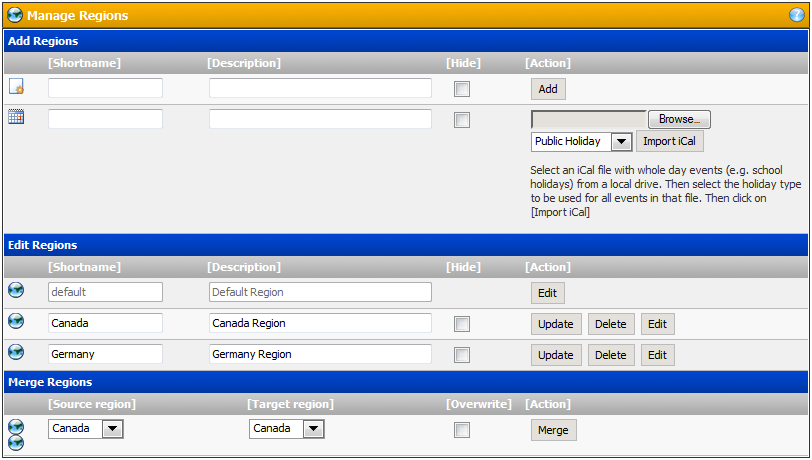 Manage Regions ?
Add Regions
[Shortname] [Description] [Hide] [Action]
Add
Browse...
Public Holiday Import iCal
Select an iCal file with whole day events (e.g. school
holidays) from a local drive. Then select the holiday type
to be used for all events in that file. Then click on
[Import iCal]
Edit Regions
[Shortname] [Description] [Hide] [Action]
default Default Region Edit
Canada Canada Region Update Delete Edit
Germany Germany Region Update Delete Edit
Merge Regions
[Source region] [Target region] [Overwrite] [Action]
Canada Canada Merge